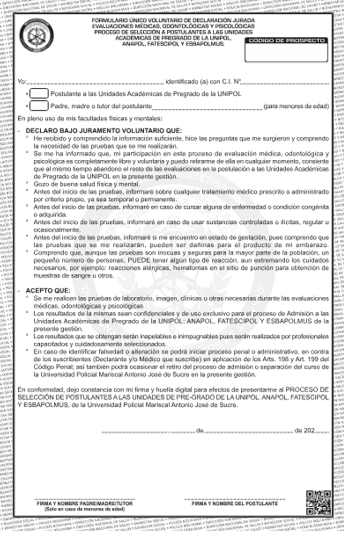 FORMULARIO ÚNICO VOLUNTARIO DE DECLARACIÓN JURADA
EVALUACIONES MÉDICAS, ODONTOLÓGICAS Y PSICOLÓGICAS
PROCESO DE SELECCIÓN A POSTULANTES A LAS UNIDADES
ACADÉMICAS DE PREGRADO DE LA UNIPOL,
ANAPOL, FATESCIPOL Y ESBAPOLMUS.
CÓDIGO DE PROSPECTO
Yo: identificado (a) con C.I. Nº
• Postulante a las Unidades Académicas de Pregrado de la UNIPOL
• Padre, madre o tutor del postulante (para menores de edad)
En pleno uso de mis facultades físicas y mentales:
- DECLARO BAJO JURAMENTO VOLUNTARIO QUE:
° He recibido y comprendido la información suficiente, hice las preguntas que me surgieron y comprendo
la necesidad de las pruebas que se me realizarán.
° Se me ha informado que, mi participación en este proceso de evaluación médica, odontológica y
psicológica es completamente libre y voluntaria y puedo retirarme de ella en cualquier momento, consiente
que al mismo tiempo abandono el resto de las evaluaciones en la postulación a las Unidades Académicas
de Pregrado de la UNIPOL en la presente gestión.
° Gozo de buena salud física y mental.
° Antes del inicio de las pruebas, informaré sobre cualquier tratamiento médico prescrito o administrado
por criterio propio, ya sea temporal o permanente.
° Antes del inicio de las pruebas, informaré en caso de cursar alguna de enfermedad o condición congénita
o adquirida.
° Antes del inicio de las pruebas, informaré en caso de usar sustancias controladas o ilícitas, regular u
ocasionalmente.
° Antes del inicio de las pruebas, informaré si me encuentro en estado de gestación, pues comprendo que
las pruebas que se me realizarán, pueden ser dañinas para el producto de mi embarazo.
° Comprendo que, aunque las pruebas son inocuas y seguras para la mayor parte de la población, un
pequeño número de personas, PUEDE tener algún tipo de reacción, aun extremando los cuidados
necesarios, por ejemplo: reacciones alérgicas, hematomas en el sitio de punción para obtención de
muestras de sangre u otros.
- ACEPTO QUE:
° Se me realicen las pruebas de laboratorio, imagen, clínicas u otras necesarias durante las evaluaciones
médicas, odontológicas y psicológicas
° Los resultados de la mismas sean confidenciales y de uso exclusivo para el proceso de Admisión a las
Unidades Académicas de Pregrado de la UNIPOL: ANAPOL, FATESCIPOL Y ESBAPOLMUS de la
presente gestión.
° Los resultados que se obtengan serán inapelables e inimpugnables pues serán realizados por profesionales
capacitados y cuidadosamente seleccionados.
° En caso de identificar falsedad o alteración se podrá iniciar proceso penal o administrativo, en contra
de los suscribientes (Declarante y/o Médico que suscribe) en aplicación de los Arts. 198 y Art. 199 del
Código Penal; asi también podrá ocasionar el retiro del proceso de admisión o separación del curso de
la Universidad Policial Mariscal Antonio José de Sucre en la presente gestión.
En conformidad, dejo constancia con mi firma y huella digital para efectos de presentarme al PROCESO DE
SELECCIÓN DE POSTULANTES A LAS UNIDADES DE PRE-GRADO DE LA UNIPOL: ANAPOL, FATESCIPOL
Y ESBAPOLMUS, de la Universidad Policial Mariscal Antonio José de Sucre.
de de 202
FIRMA Y NOMBRE PADRE/MADRE/TUTOR
(Solo en caso de menores de edad)
FIRMA Y NOMBRE DEL POSTULANTE